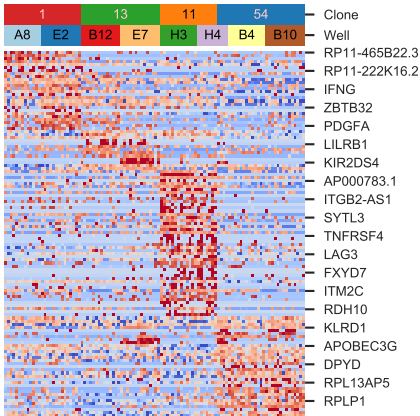 1 13 11 54 Clone
A8 E2 B12 E7 H3 H4 B4 B10 Well
RP11-465B22.3
RP11-222K16.2
IFNG
ZBTB32
PDGFA
LILRB1
KIR2DS4
AP000783.1
ITGB2-AS1
SYTL3
TNFRSF4
LAG3
FXYD7
ITM2C
RDH10
KLRD1
APOBEC3G
DPYD
RPL13AP5
RPLP1